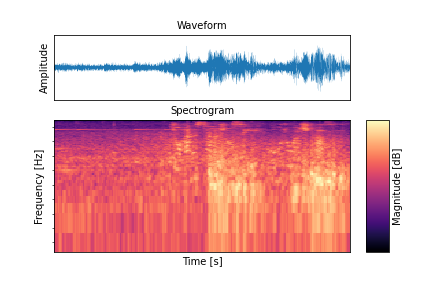 Waveform
Amplitude
Spectrogram
Frequency [Hz]
Time [s]
Magnitude [dB]